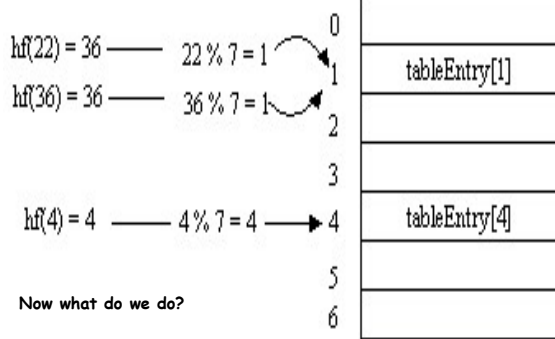 0
hf(22) = 36 22 % 7 = 1
1 tableEntry[1]
hf(36) = 36 36 % 7 = 1
2
3
hf(4) = 4 4 % 7 = 4 4 tableEntry[4]
5
Now what do we do?
6